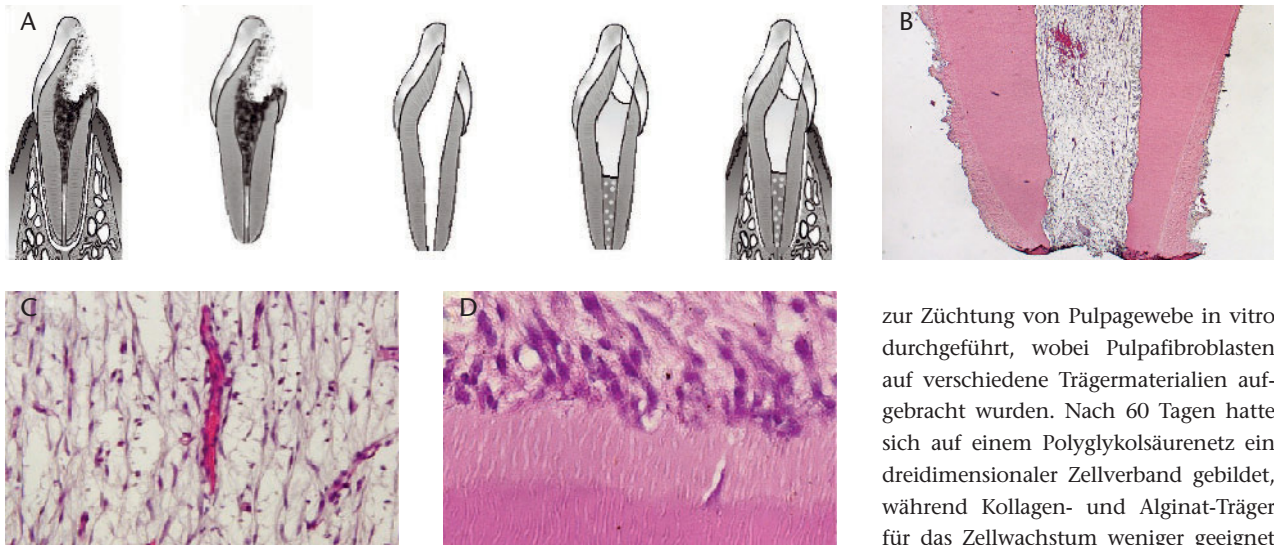 A
B
C
D
zur Züchtung von Pulpagewebe in vitro
durchgeführt, wobei Pulpafibroblasten
auf verschiedene Trägermaterialien auf-
gebracht wurden. Nach 60 Tagen hatte
sich auf einem Polyglykolsäurenetz ein
dreidimensionaler Zellverband gebildet,
während Kollagen- und Alginat-Träger
für das Zellwachstum weniger geeignet